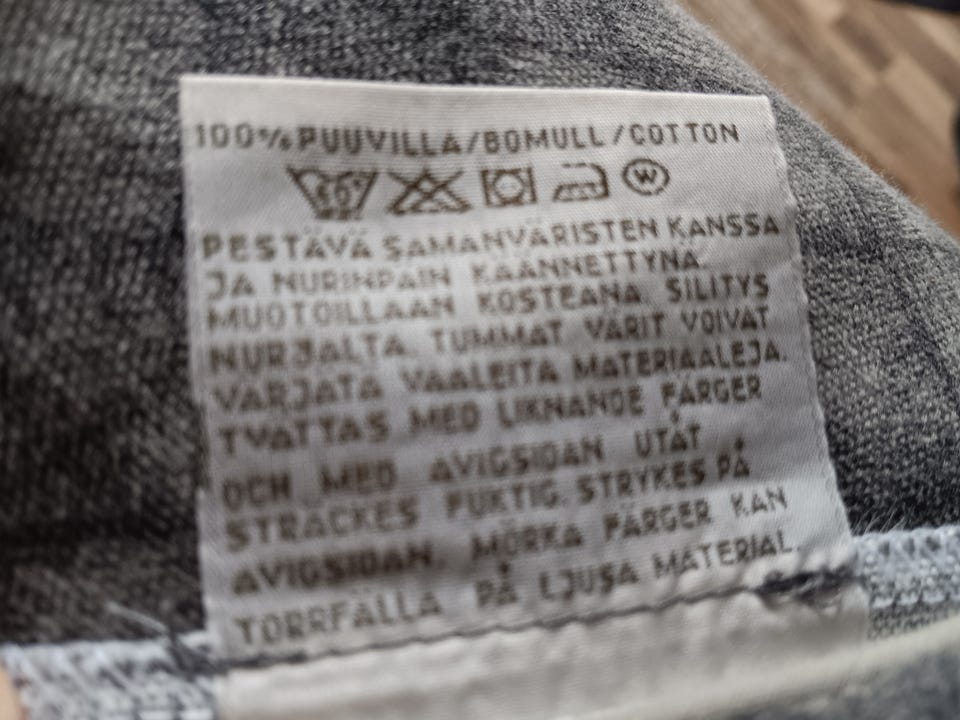 100% PUUVILLA/BOMULL/COTTON
W
PESTÄVÄ SAMANVÄRISTEN KANSSA
JA NURINPÄIN KÄÄNNETTYNÄ.
MUOTOILLAAN KOSTEANA. SILITYS
NURJALTA. TUMMAT VÄRIT VOIVAT
VÄRJÄTÄ VAALEITA MATERIAALEJA.
TVÄTTAS MED LIKNANDE FÄRGER
OCH MED AVIGSIDAN UTÅT.
STRÄCKES FUKTIG. STRYKES PÅ
AVIGSIDAN. MÖRKA FÄRGER KAN
TORRFÄLLA PÅ LJUSA MATERIAL.